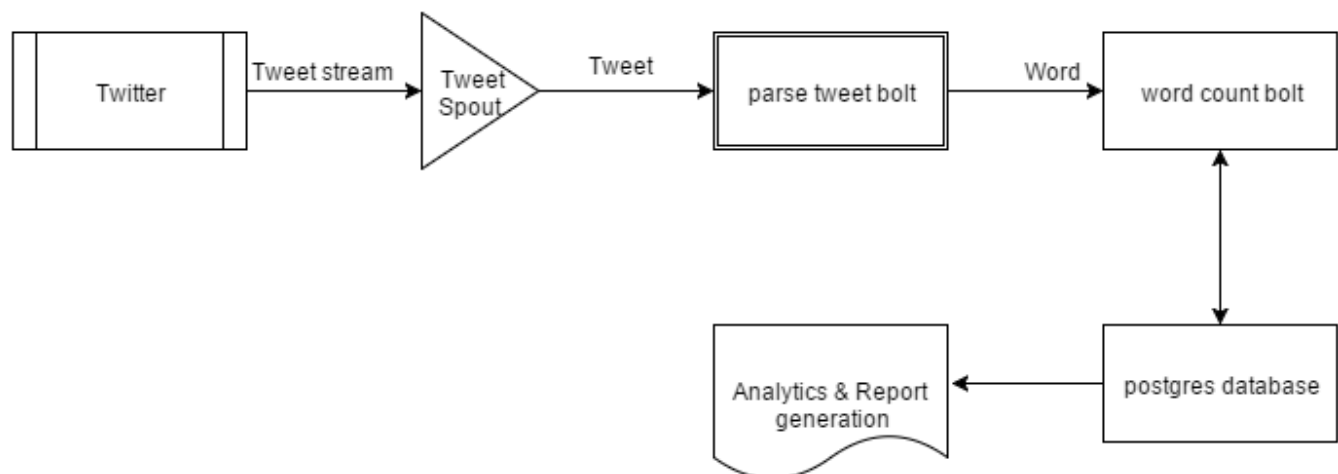 Twitter
Tweet stream
Tweet
Spout
Tweet
parse tweet bolt
Word
word count bolt
Analytics & Report
generation
postgres database